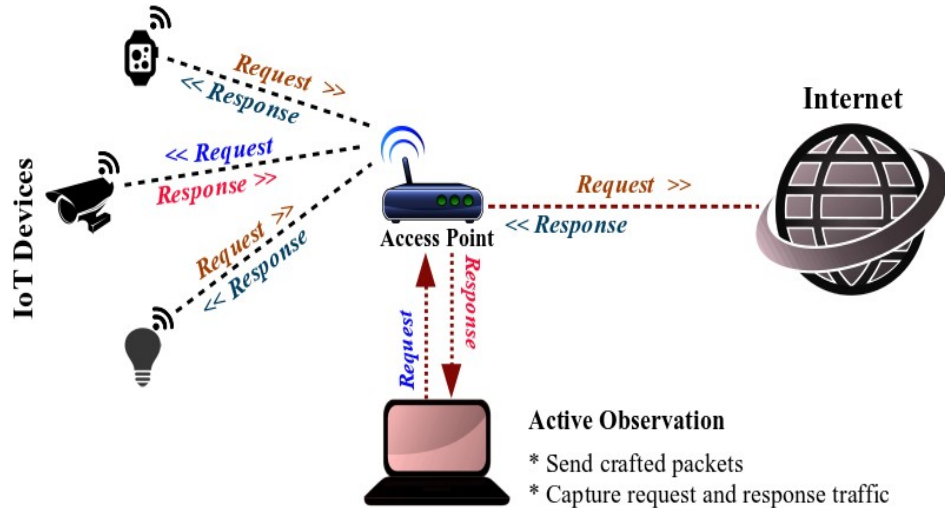 Request >>
<< Response
Internet
IoT Devices
<< Request
Response >>
Request >>
<< Response
Request >>
<< Response
Access Point
Request
Response
Active Observation
* Send crafted packets
* Capture request and response traffic